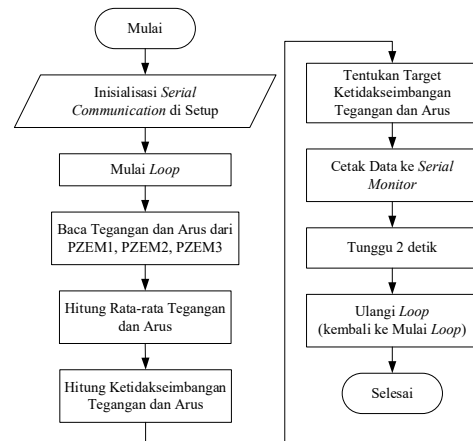 Mulai
Inisialisasi Serial
Communication di Setup
Mulai Loop
Baca Tegangan dan Arus dari
PZEM1, PZEM2, PZEM3
Hitung Rata-rata Tegangan
dan Arus
Hitung Ketidakseimbangan
Tegangan dan Arus
Tentukan Target
Ketidakseimbangan
Tegangan dan Arus
Cetak Data ke Serial
Monitor
Tunggu 2 detik
Ulangi Loop
(kembali ke Mulai Loop)
Selesai